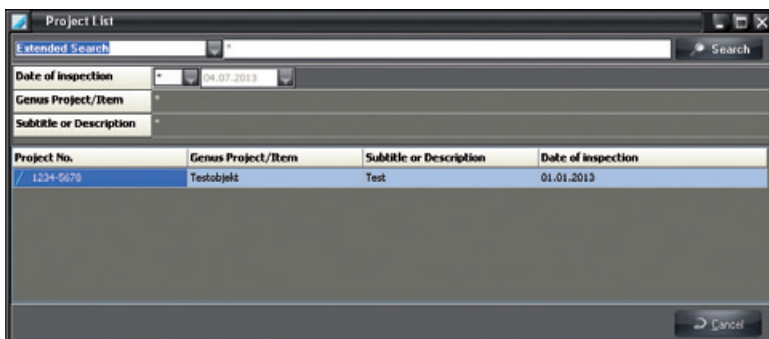 Project List
Extended Search * Search
Date of inspection * 04.07.2013
Genus Project/Item *
Subtitle or Description *
Project No. Genus Project/Item Subtitle or Description Date of inspection
1234-5678 Testobjekt Test 01.01.2013
Cancel